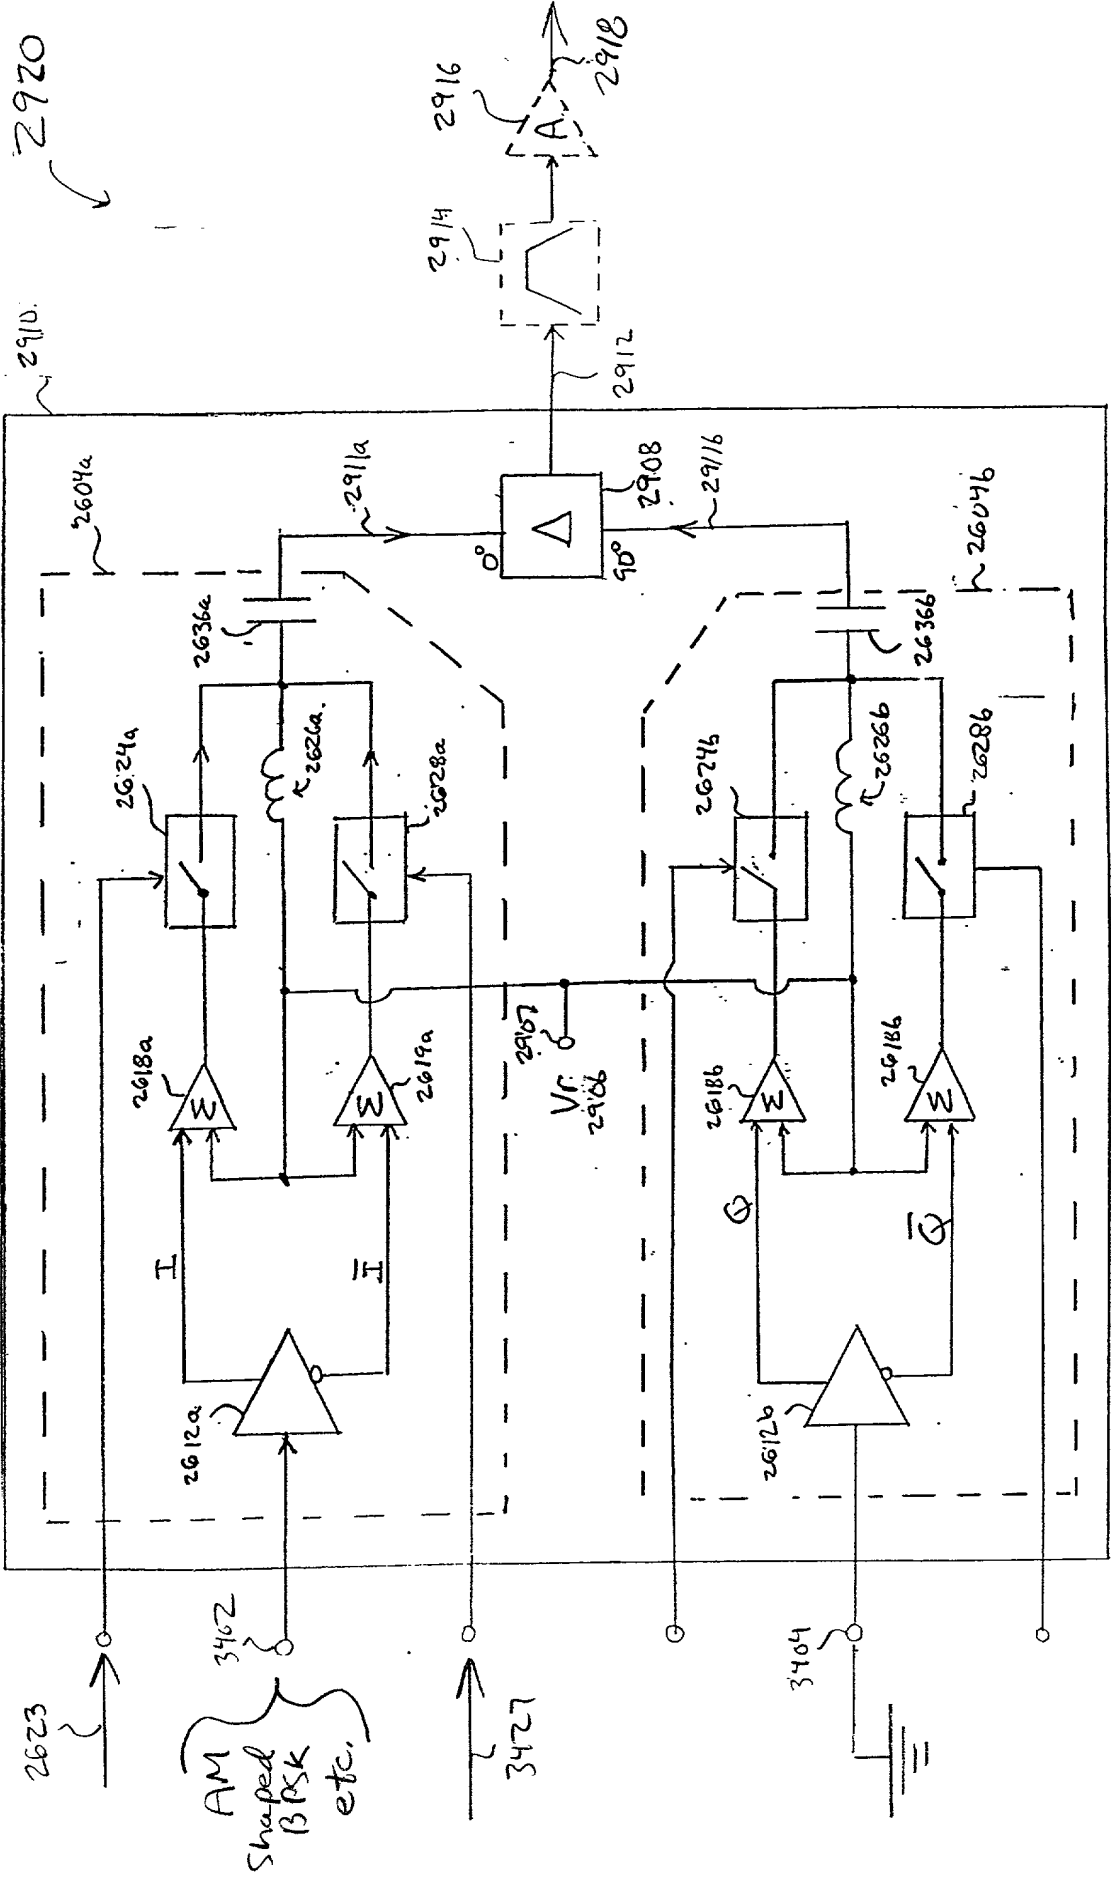 2920
2910.
2604a
2636a
2911a
2624a
2626a.
2628a
2618a
2619a
Σ
Σ
I
I̅
2612a
2623
3402
AM
Shaped
BPSK
etc.
3427
0°
90°
Δ
2908
2912
2914
2916
A
2918
2907
Vr
2906
2911b
2604b
2636b
2624b
2626b
2628b
2618b
2618b
Σ
Σ
Q
Q̅
2612b
3404